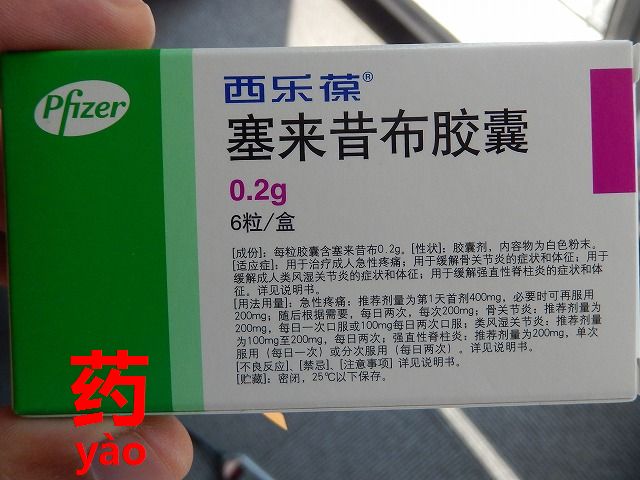 Pfizer
西乐葆®
塞来昔布胶囊
0.2g
6粒/盒
[成份]：每粒胶囊含塞来昔布0.2g。[性状]：胶囊剂，内容物为白色粉末。
[适应症]：用于治疗成人急性疼痛；用于缓解骨关节炎的症状和体征；用于
缓解成人类风湿关节炎的症状和体征；用于缓解强直性脊柱炎的症状和体
征。详见说明书。
[用法用量]：急性疼痛：推荐剂量为第1天首剂400mg，必要时可再服用
200mg；随后根据需要，每日两次，每次200mg；骨关节炎：推荐剂量为
200mg，每日一次口服或100mg每日两次口服；类风湿关节炎：推荐剂量
为100mg至200mg，每日两次；强直性脊柱炎：推荐剂量为200mg，单次
服用（每日一次）或分次服用（每日两次）。详见说明书。
[不良反应]、[禁忌]、[注意事项] 详见说明书。
[贮藏]：密闭，25℃以下保存。
药
yào